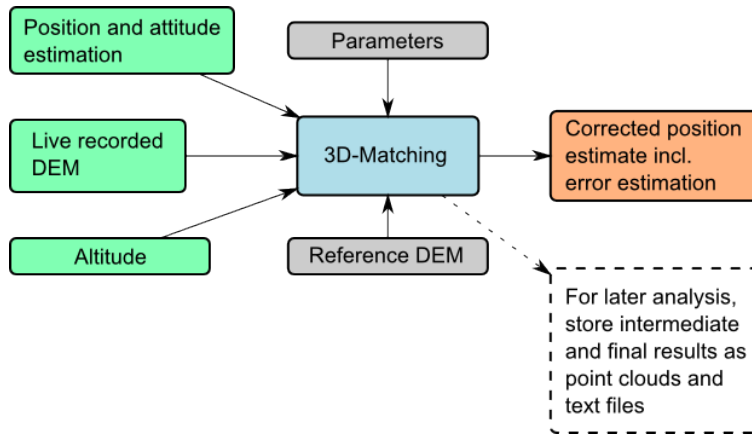 Position and attitude
estimation
Parameters
Live recorded
DEM
3D-Matching
Corrected position
estimate incl.
error estimation
Altitude
Reference DEM
For later analysis,
store intermediate
and final results as
point clouds and
text files